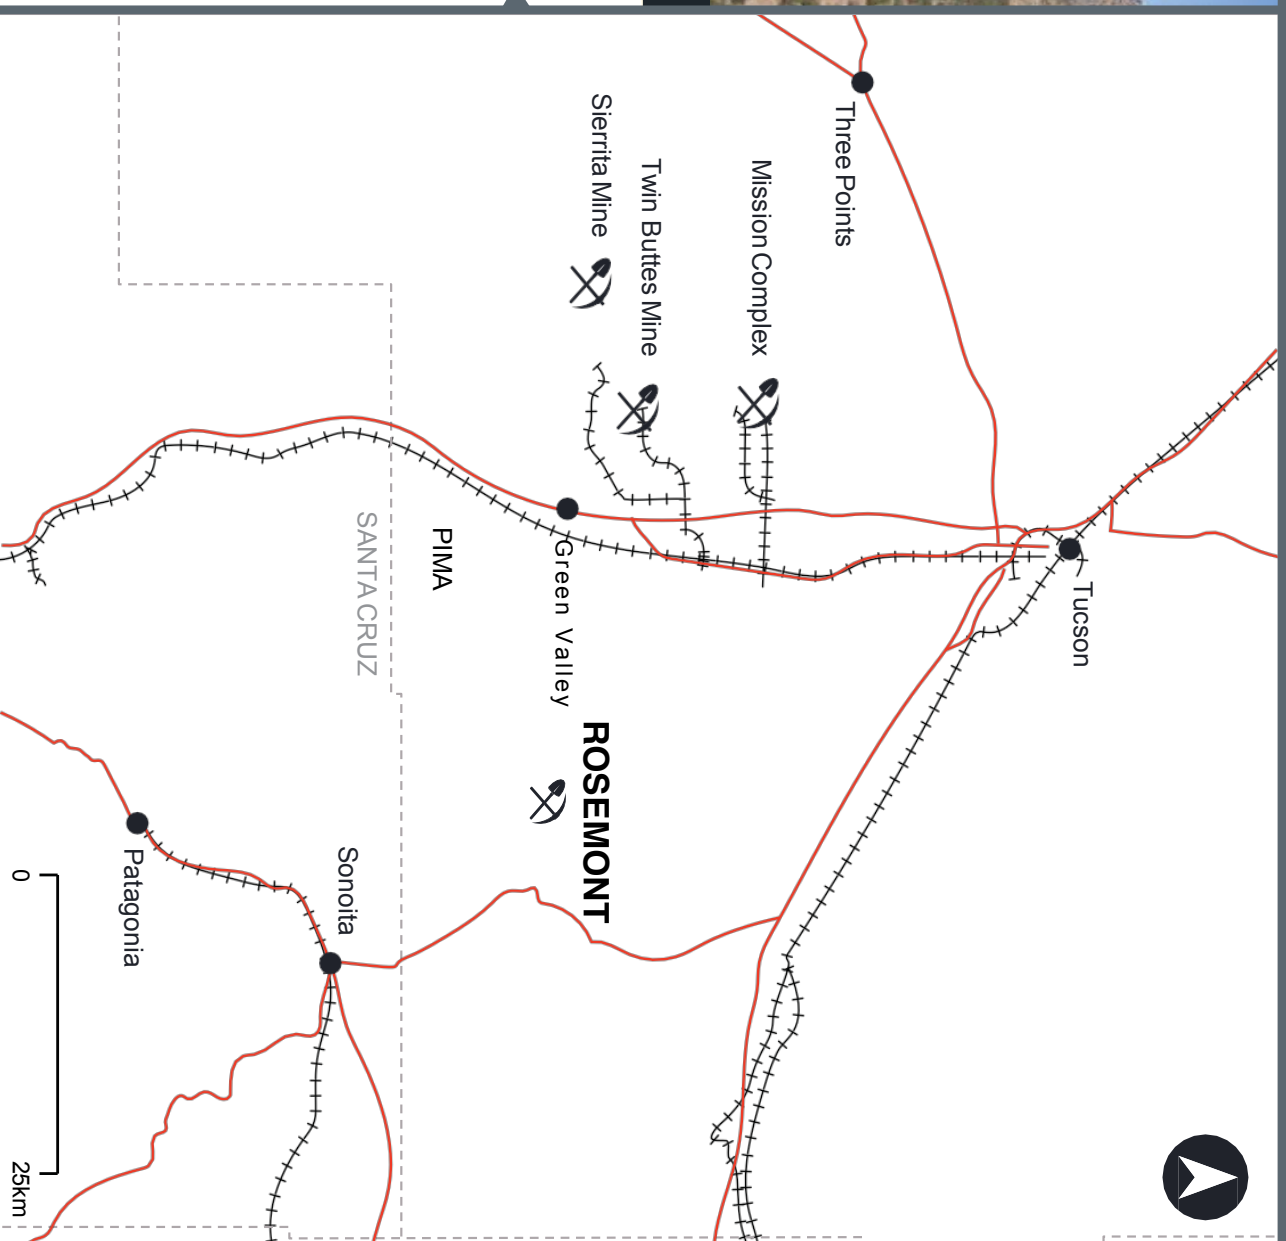 Three Points
Sierrita Mine
Twin Buttes Mine
Mission Complex
Tucson
SANTA CRUZ
PIMA
Green Valley
ROSEMONT
Patagonia
Sonoita
0
25km